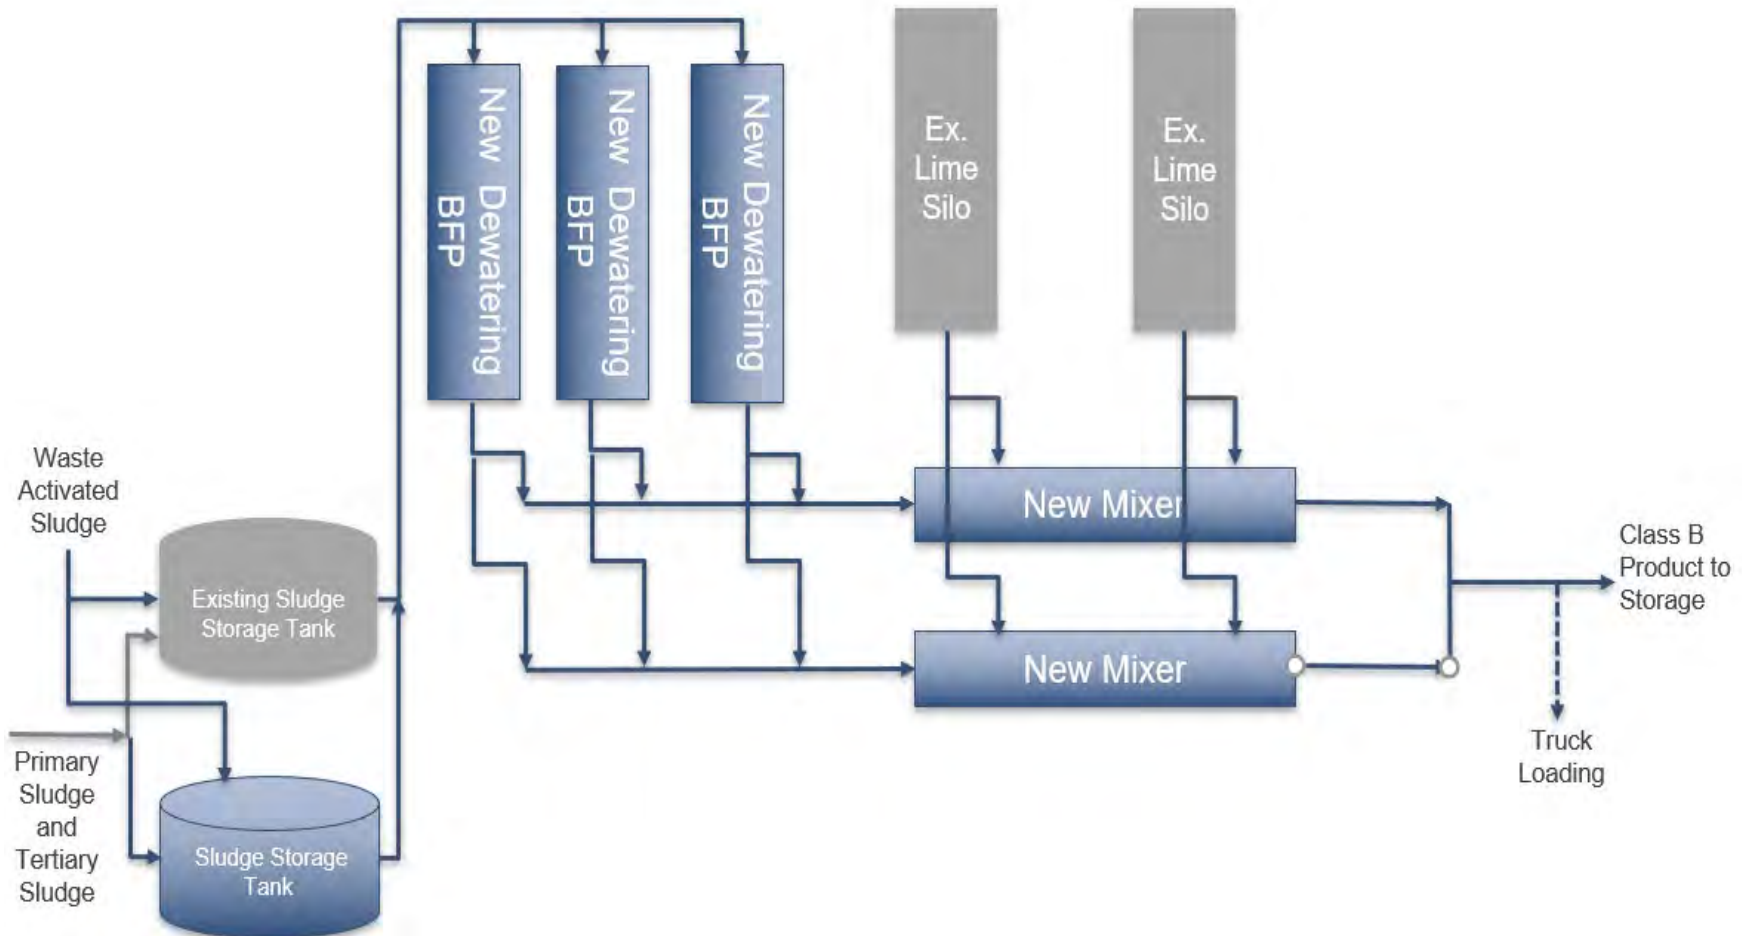 New Dewatering
BFP
New Dewatering
BFP
New Dewatering
BFP
Ex.
Lime
Silo
Ex.
Lime
Silo
Waste
Activated
Sludge
Existing Sludge
Storage Tank
New Mixer
New Mixer
Class B
Product to
Storage
Primary
Sludge
and
Tertiary
Sludge
Sludge Storage
Tank
Truck
Loading